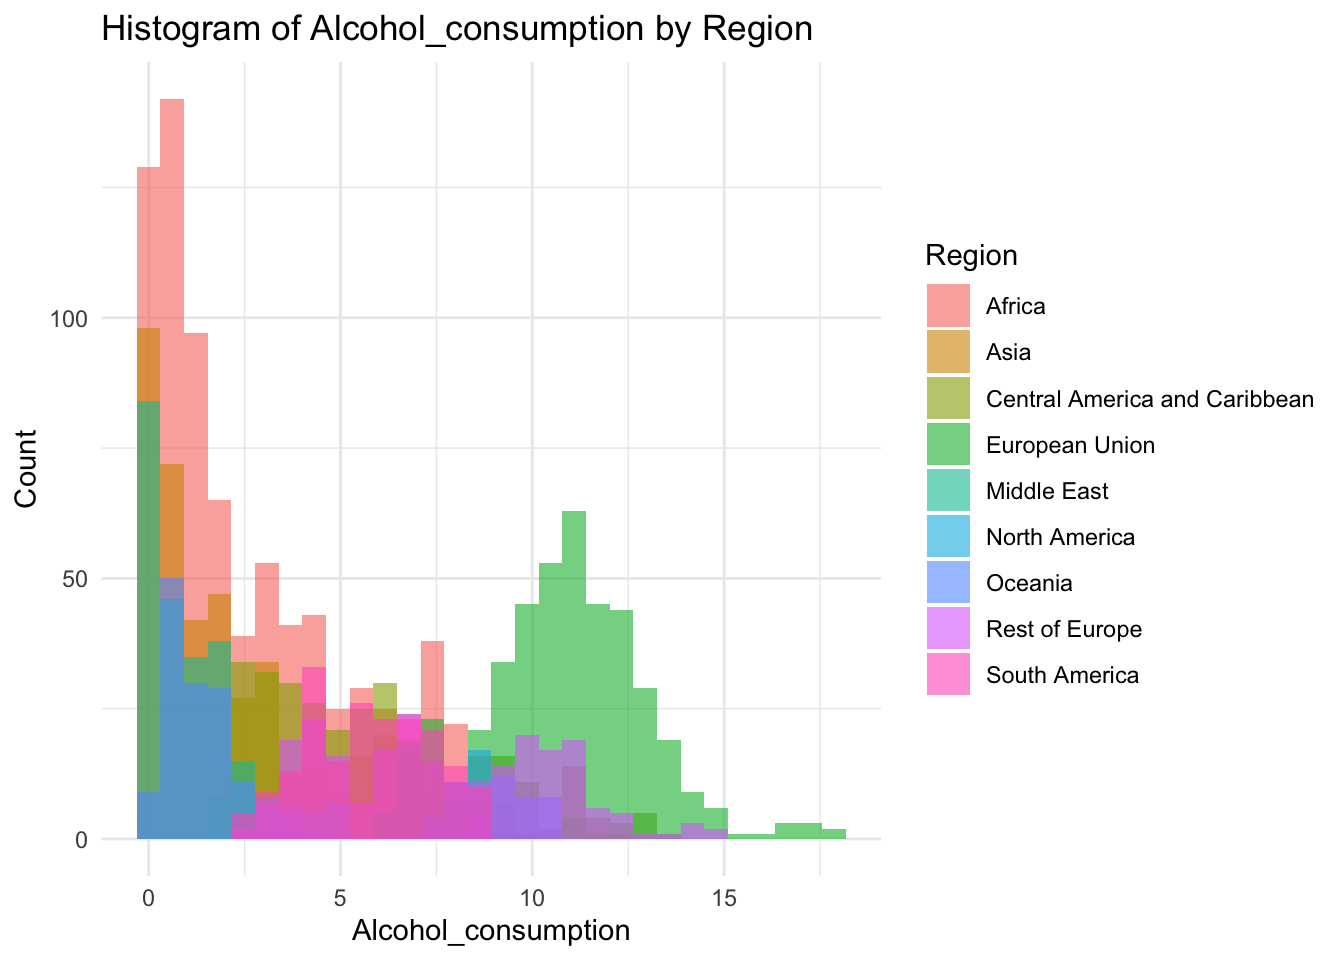 Histogram of Alcohol_consumption by Region
Count
100
50
0
0
5
10
15
Alcohol_consumption
Region
Africa
Asia
Central America and Caribbean
European Union
Middle East
North America
Oceania
Rest of Europe
South America